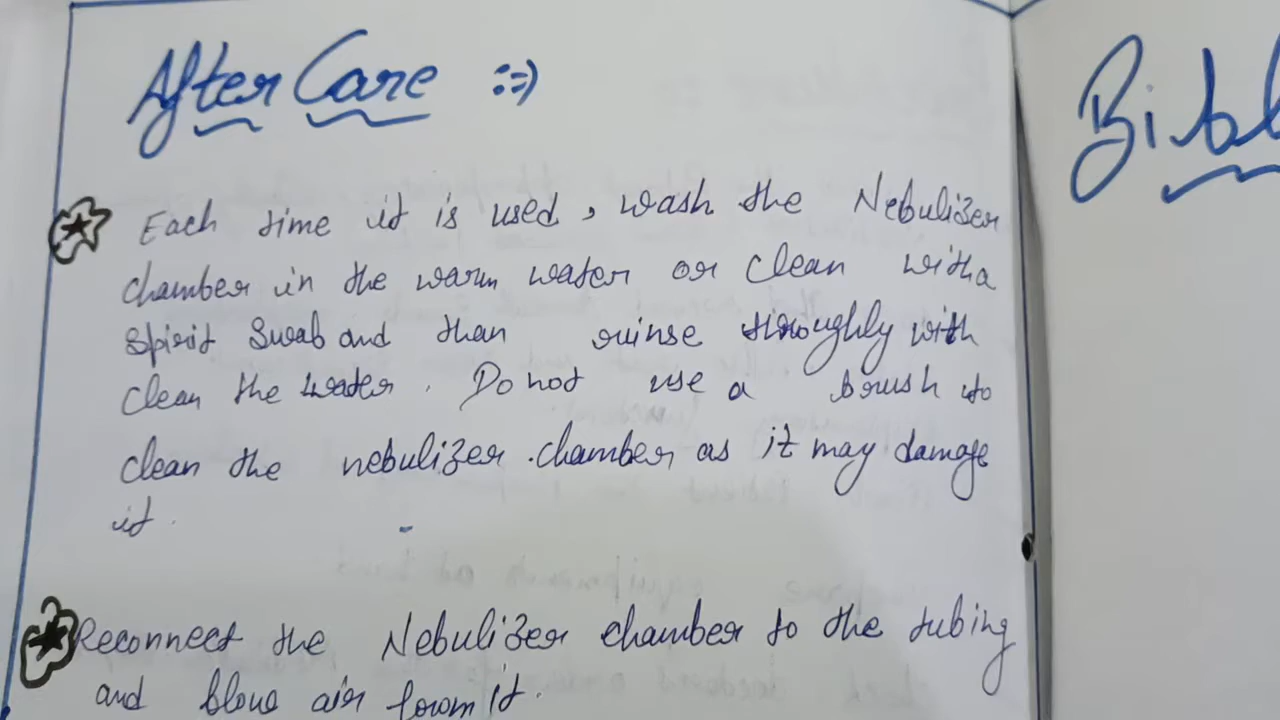 After Care :-)
Each time it is used, wash the Nebulizer
chamber in the warm water or clean with a
spirit swab and than rinse thoroughly with
clean the water. Do not use a brush to
clean the nebulizer chamber as it may damage
it.
Reconnect the Nebulizer chamber to the tubing
and blow air from it.
Bibl